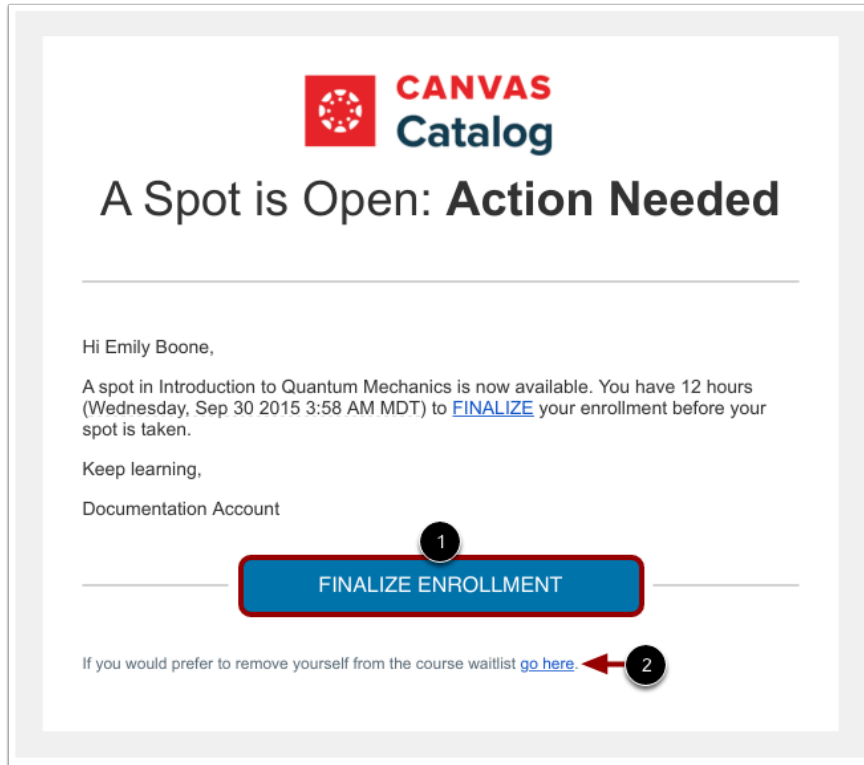 CANVAS
Catalog
A Spot is Open: Action Needed
Hi Emily Boone,
A spot in Introduction to Quantum Mechanics is now available. You have 12 hours
(Wednesday, Sep 30 2015 3:58 AM MDT) to FINALIZE your enrollment before your
spot is taken.
Keep learning,
Documentation Account
1
FINALIZE ENROLLMENT
If you would prefer to remove yourself from the course waitlist go here.
2